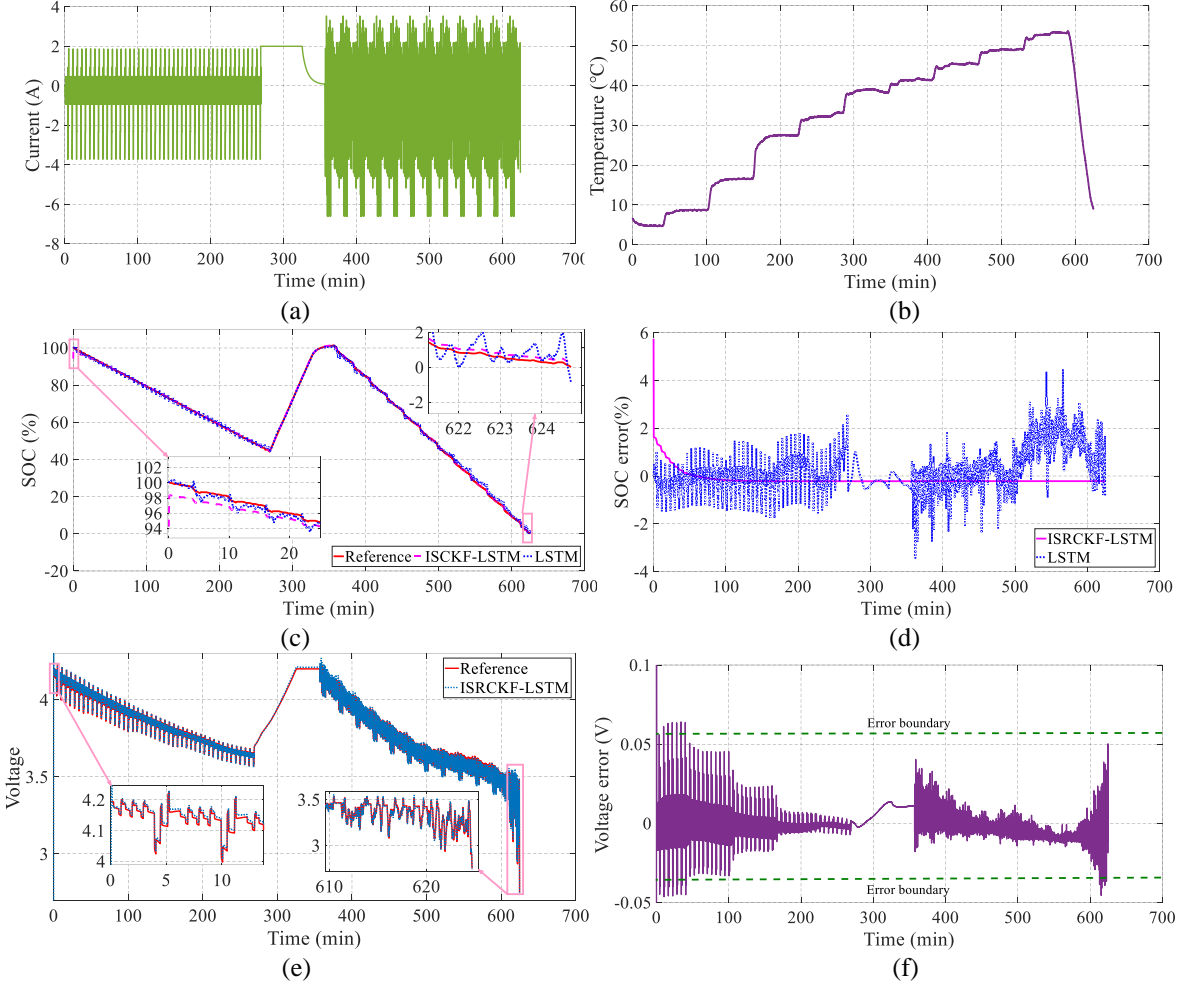 4
2
0
-2
-4
-6
-8
Current (A)
0 100 200 300 400 500 600 700
Time (min)
(a)
60
50
40
30
20
10
0
Temperature (℃)
0 100 200 300 400 500 600 700
Time (min)
(b)
100
80
60
40
20
0
-20
SOC (%)
2
1
0
-2
622 623 624
102
100
98
96
94
0 10 20
Reference ISCKF-LSTM LSTM
0 100 200 300 400 500 600 700
Time (min)
(c)
6
4
2
0
-2
-4
SOC error(%)
ISRCKF-LSTM
LSTM
0 100 200 300 400 500 600 700
Time (min)
(d)
4
3.5
3
Voltage
Reference
ISRCKF-LSTM
4.2
4.1
4
0 5 10
3.5
3
610 620
0 100 200 300 400 500 600 700
Time (min)
(e)
0.1
0.05
0
-0.05
Voltage error (V)
Error boundary
Error boundary
0 100 200 300 400 500 600 700
Time (min)
(f)